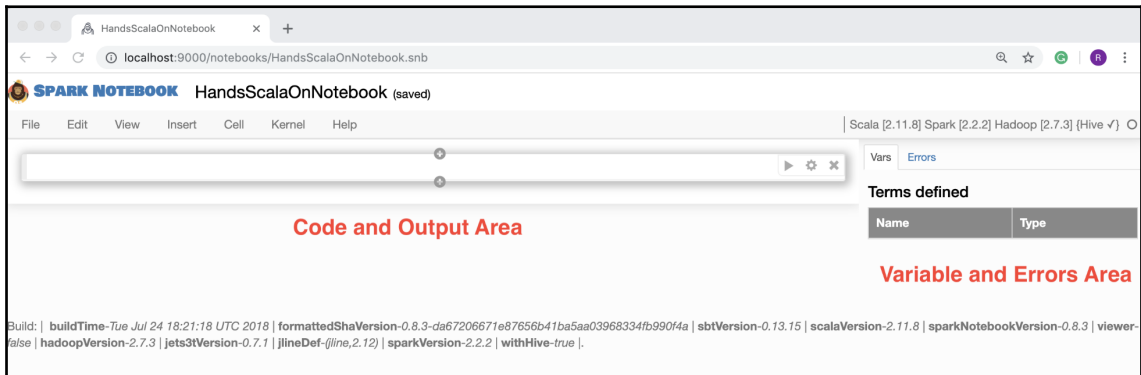 HandsScalaOnNotebook
localhost:9000/notebooks/HandsScalaOnNotebook.snb
R
SPARK NOTEBOOK HandsScalaOnNotebook (saved)
File Edit View Insert Cell Kernel Help
Scala [2.11.8] Spark [2.2.2] Hadoop [2.7.3] {Hive ✓}
Vars Errors
Terms defined
Name Type
Code and Output Area
Variable and Errors Area
Build: | buildTime-Tue Jul 24 18:21:18 UTC 2018 | formattedShaVersion-0.8.3-da67206671e87656b41ba5aa03968334fb990f4a | sbtVersion-0.13.15 | scalaVersion-2.11.8 | sparkNotebookVersion-0.8.3 | viewer-
false | hadoopVersion-2.7.3 | jets3tVersion-0.7.1 | jlineDef-(jline,2.12) | sparkVersion-2.2.2 | withHive-true |.